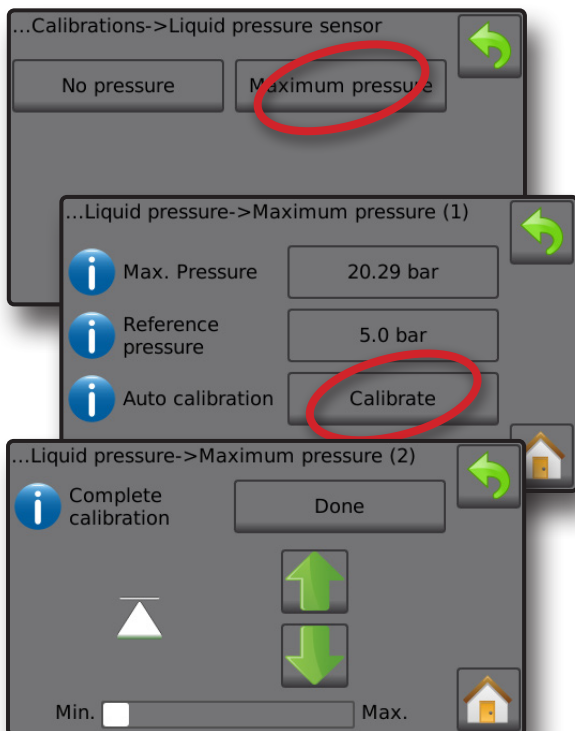 ...Calibrations->Liquid pressure sensor
No pressure
Maximum pressure
...Liquid pressure->Maximum pressure (1)
Max. Pressure
20.29 bar
Reference
pressure
5.0 bar
Auto calibration
Calibrate
...Liquid pressure->Maximum pressure (2)
Complete
calibration
Done
Min.
Max.